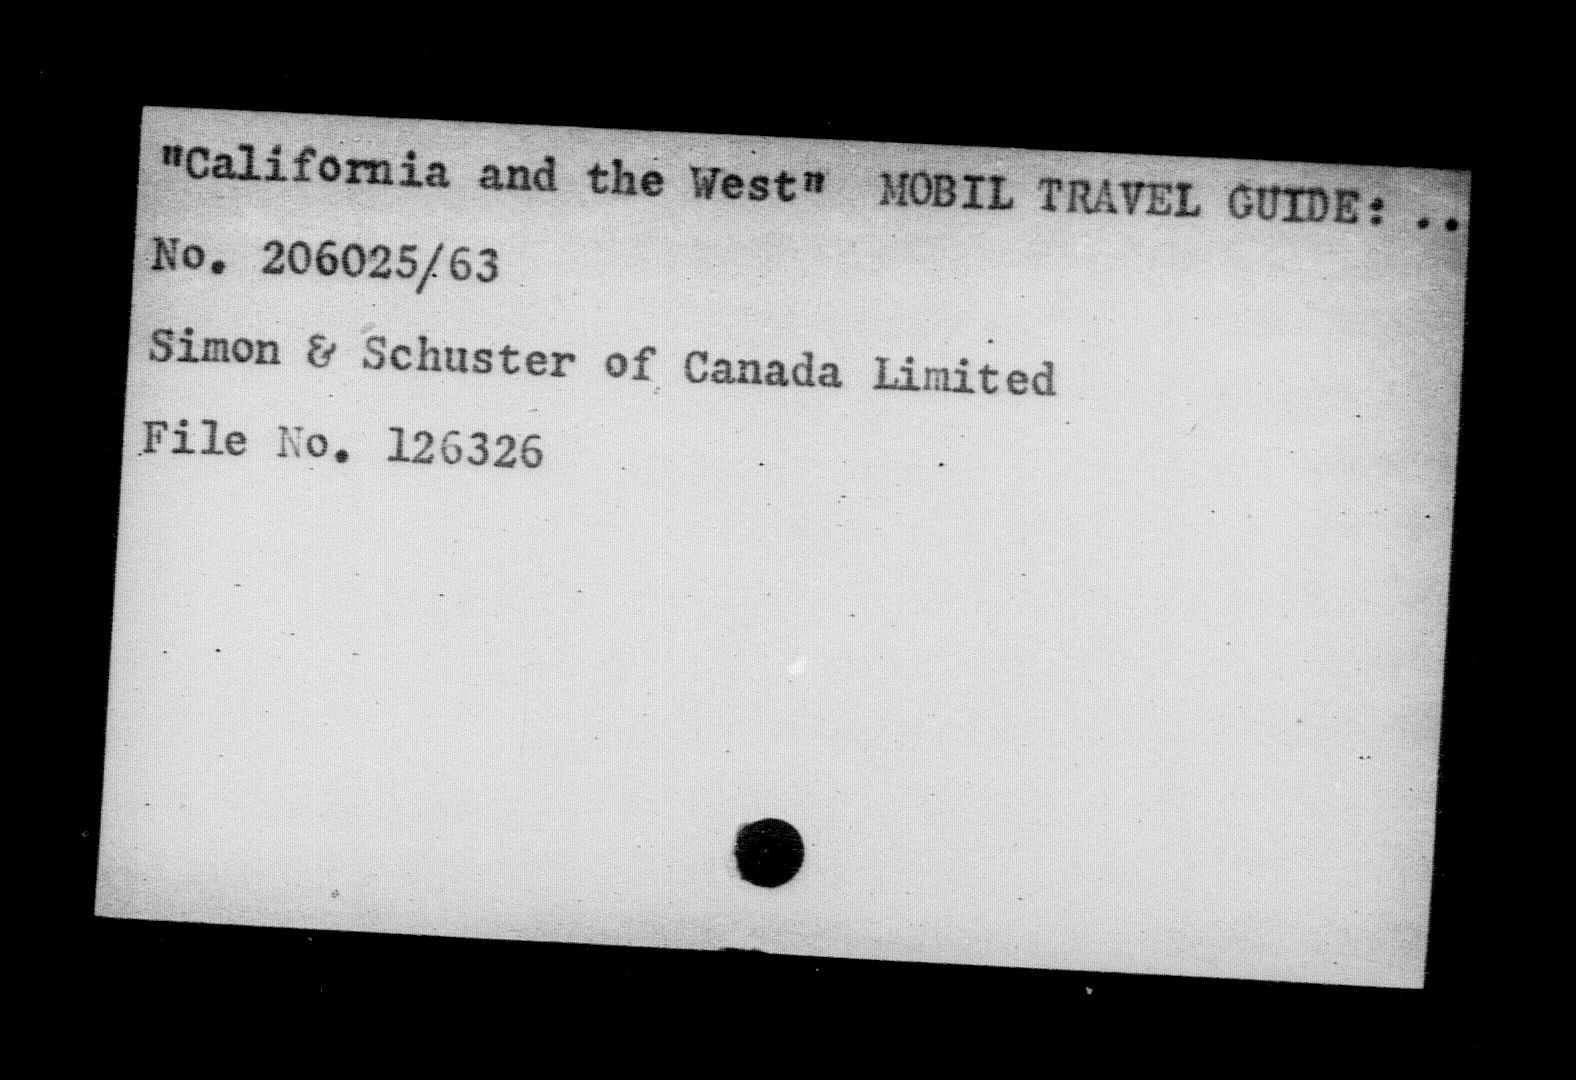 "California and the West" MOBIL TRAVEL GUIDE: ..
No. 206025/63
Simon & Schuster of Canada Limited
File No. 126326